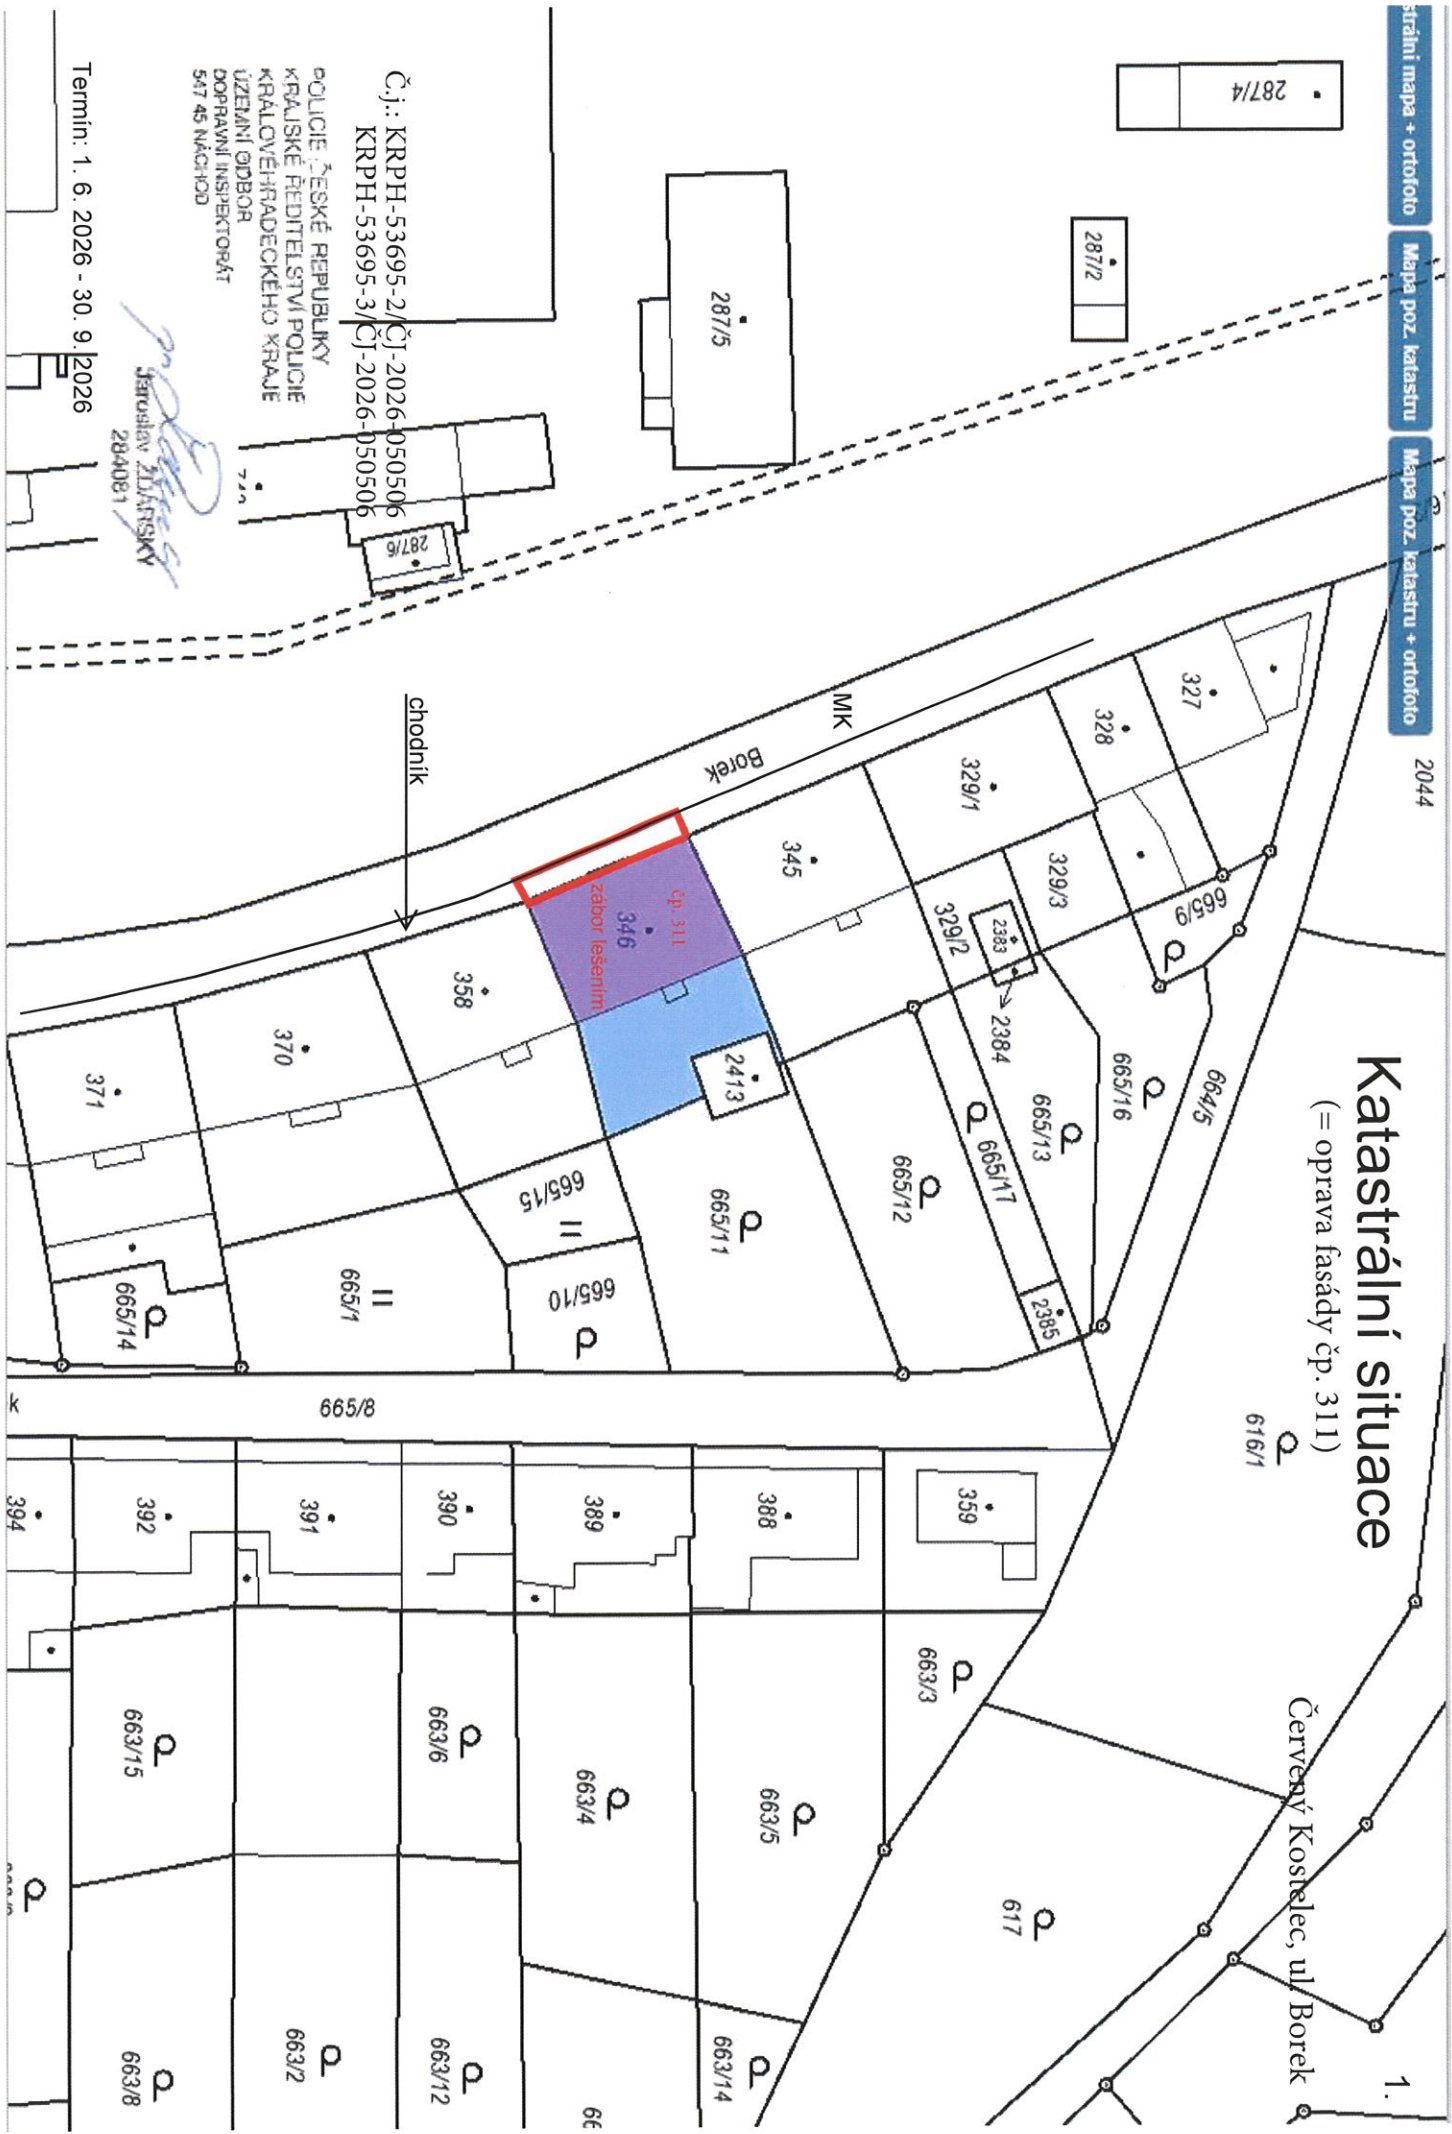 strální mapa + ortofoto
Mapa poz. katastru
Mapa poz. katastru + ortofoto
1.
Katastrální situace
(= oprava fasády čp. 311)
Červený Kostelec, ul. Borek
2044
287/4
287/2
287/5
287/6
327
328
329/1
329/3
329/2
2383
2384
345
665/9
665/16
664/5
665/13
665/17
665/12
2385
616/1
MK
Borek
čp. 311
346
zábor lešením
2413
665/11
chodník
358
665/15
665/10
370
665/1
371
665/14
665/8
k
359
388
389
390
391
392
394
663/3
663/5
663/4
663/6
663/15
617
663/14
66
663/12
663/2
663/8
Č.j.: KRPH-53695-2/ČJ-2026-050506
KRPH-53695-3/ČJ-2026-050506
POLICIE ČESKÉ REPUBLIKY
KRAJSKÉ ŘEDITELSTVÍ POLICIE
KRÁLOVÉHRADECKÉHO KRAJE
ÚZEMNÍ ODBOR
DOPRAVNÍ INSPEKTORÁT
547 45 NÁCHOD
Jaroslav ŽĎÁRSKÝ
284081
Termín: 1. 6. 2026 - 30. 9. 2026